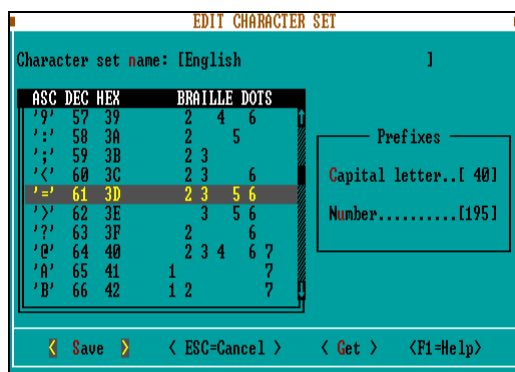 EDIT CHARACTER SET
Character set name: [English ]
ASC DEC HEX BRAILLE DOTS
'9' 57 39 2 4 6
':' 58 3A 2 5
';' 59 3B 2 3
'<' 60 3C 2 3 6
'=' 61 3D 2 3 5 6
'>' 62 3E 3 5 6
'?' 63 3F 2 6
'@' 64 40 2 3 4 6 7
'A' 65 41 1 7
'B' 66 42 1 2 7
Prefixes
Capital letter..[ 40]
Number..........[195]
< Save > < ESC=Cancel > < Get > <F1=Help>